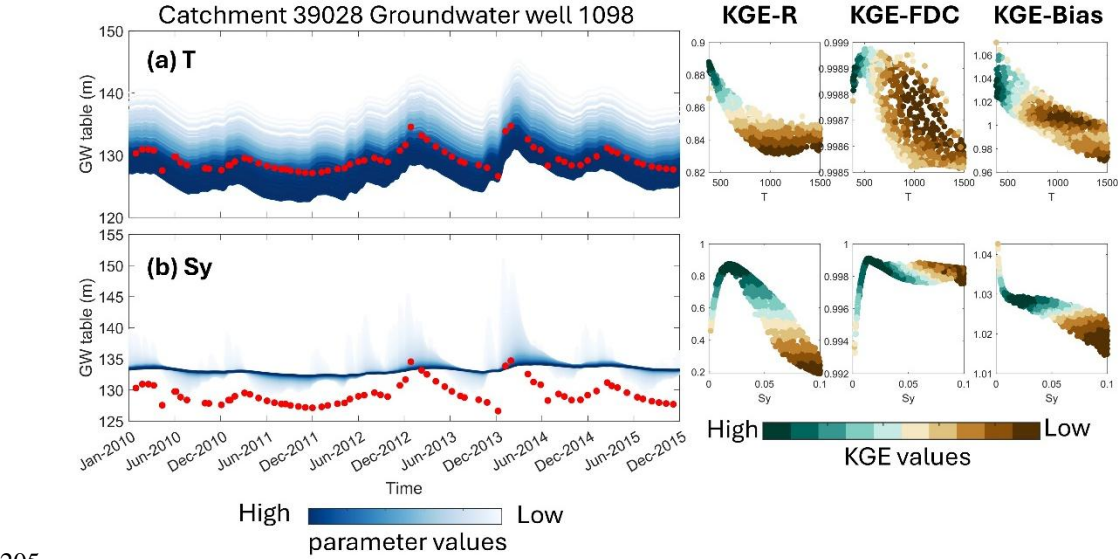 Catchment 39028 Groundwater well 1098
KGE-R KGE-FDC KGE-Bias
(a) T
GW table (m)
150
140
130
120
0.9
0.88
0.86
0.84
0.82
500 1000 1500
T
0.999
0.9989
0.9988
0.9987
0.9986
0.9985
500 1000 1500
T
1.06
1.04
1.02
1
0.98
0.96
500 1000 1500
T
(b) Sy
GW table (m)
155
150
145
140
135
130
125
Jan-2010
Jun-2010
Dec-2010
Jun-2011
Dec-2011
Jun-2012
Dec-2012
Jun-2013
Dec-2013
Jun-2014
Dec-2014
Jun-2015
Dec-2015
Time
1
0.8
0.6
0.4
0.2
0 0.05 0.1
Sy
1
0.998
0.996
0.994
0.992
0 0.05 0.1
Sy
1.04
1.03
1.02
1.01
0 0.05 0.1
Sy
High Low
KGE values
High Low
parameter values